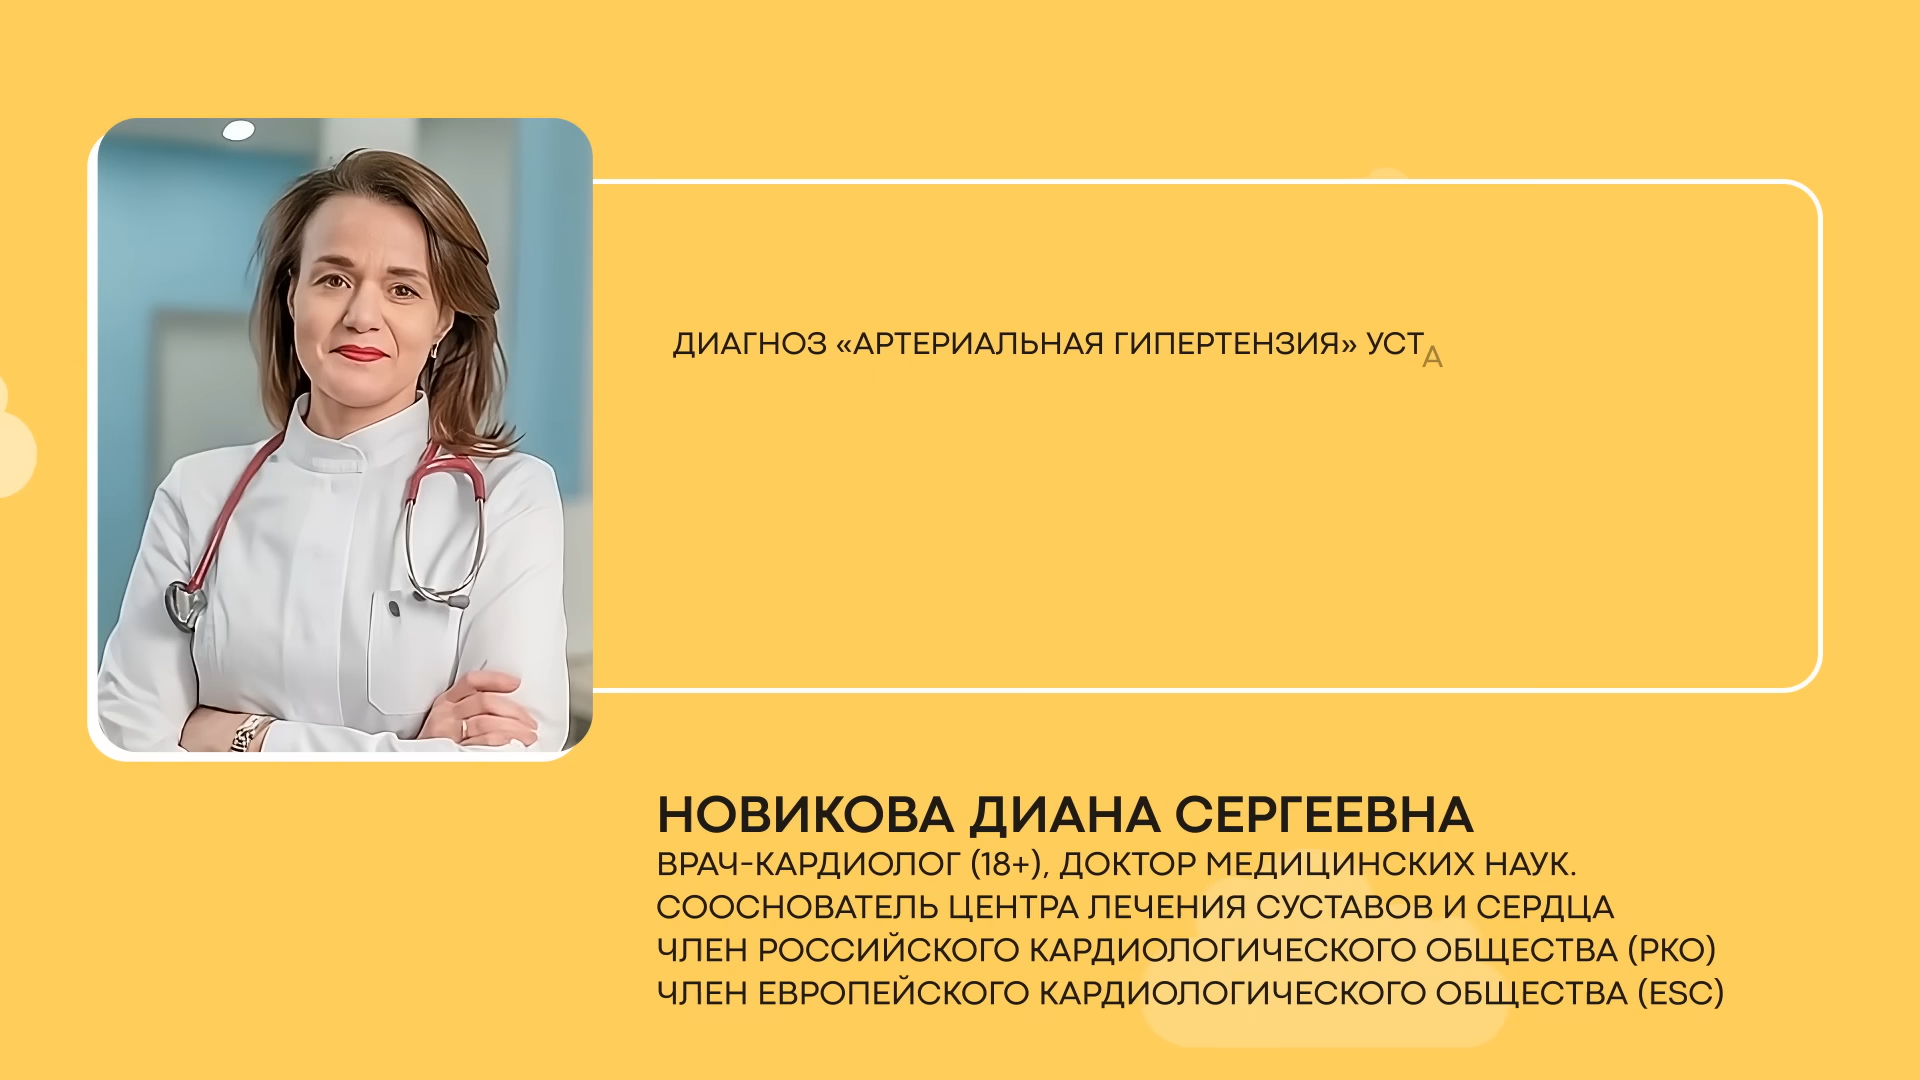 ДИАГНОЗ «АРТЕРИАЛЬНАЯ ГИПЕРТЕНЗИЯ» УСТА
НОВИКОВА ДИАНА СЕРГЕЕВНА
ВРАЧ-КАРДИОЛОГ (18+), ДОКТОР МЕДИЦИНСКИХ НАУК.
СООСНОВАТЕЛЬ ЦЕНТРА ЛЕЧЕНИЯ СУСТАВОВ И СЕРДЦА
ЧЛЕН РОССИЙСКОГО КАРДИОЛОГИЧЕСКОГО ОБЩЕСТВА (РКО)
ЧЛЕН ЕВРОПЕЙСКОГО КАРДИОЛОГИЧЕСКОГО ОБЩЕСТВА (ESC)